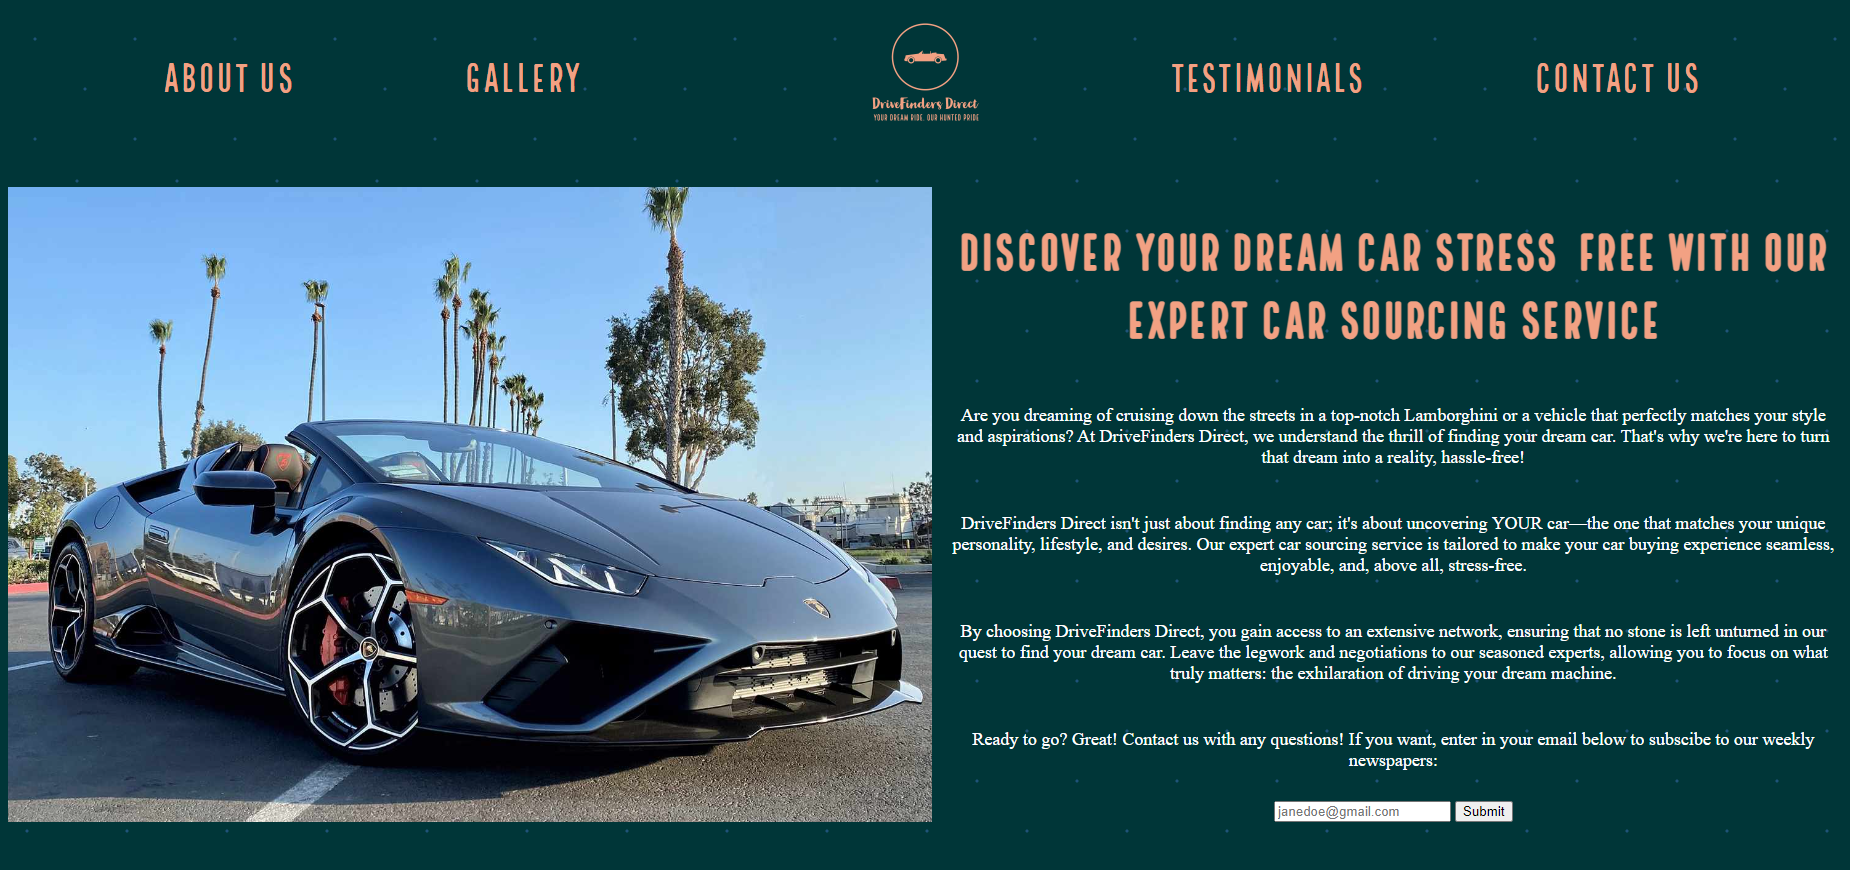 ABOUT US
GALLERY
DriveFinders Direct
YOUR DREAM RIDE, OUR HUNTED PRIDE
TESTIMONIALS
CONTACT US
DISCOVER YOUR DREAM CAR STRESS FREE WITH OUR
EXPERT CAR SOURCING SERVICE
Are you dreaming of cruising down the streets in a top-notch Lamborghini or a vehicle that perfectly matches your style
and aspirations? At DriveFinders Direct, we understand the thrill of finding your dream car. That's why we're here to turn
that dream into a reality, hassle-free!
DriveFinders Direct isn't just about finding any car; it's about uncovering YOUR car—the one that matches your unique
personality, lifestyle, and desires. Our expert car sourcing service is tailored to make your car buying experience seamless,
enjoyable, and, above all, stress-free.
By choosing DriveFinders Direct, you gain access to an extensive network, ensuring that no stone is left unturned in our
quest to find your dream car. Leave the legwork and negotiations to our seasoned experts, allowing you to focus on what
truly matters: the exhilaration of driving your dream machine.
Ready to go? Great! Contact us with any questions! If you want, enter in your email below to subscibe to our weekly
newspapers:
janedoe@gmail.com
Submit